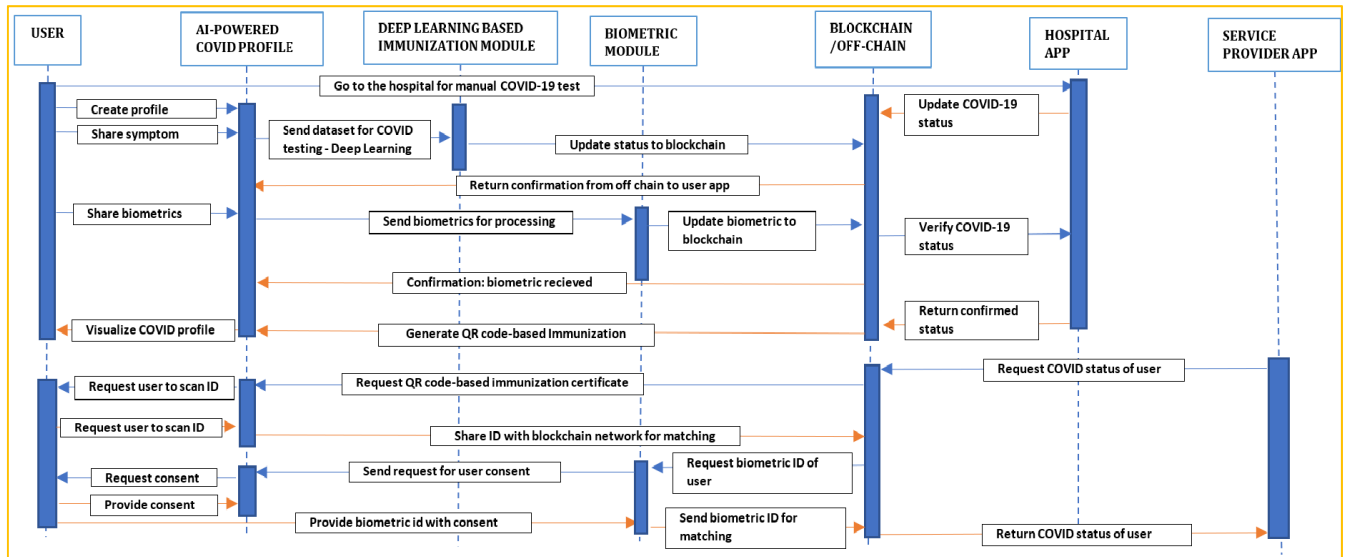 USER
AI-POWERED
COVID PROFILE
DEEP LEARNING BASED
IMMUNIZATION MODULE
BIOMETRIC
MODULE
BLOCKCHAIN
/OFF-CHAIN
HOSPITAL
APP
SERVICE
PROVIDER APP
Go to the hospital for manual COVID-19 test
Create profile
Update COVID-19
status
Share symptom
Send dataset for COVID
testing - Deep Learning
Update status to blockchain
Return confirmation from off chain to user app
Share biometrics
Send biometrics for processing
Update biometric to
blockchain
Verify COVID-19
status
Confirmation: biometric recieved
Return confirmed
status
Visualize COVID profile
Generate QR code-based Immunization
Request COVID status of user
Request user to scan ID
Request QR code-based immunization certificate
Request user to scan ID
Share ID with blockchain network for matching
Request biometric ID of
user
Send request for user consent
Request consent
Provide consent
Provide biometric id with consent
Send biometric ID for
matching
Return COVID status of user